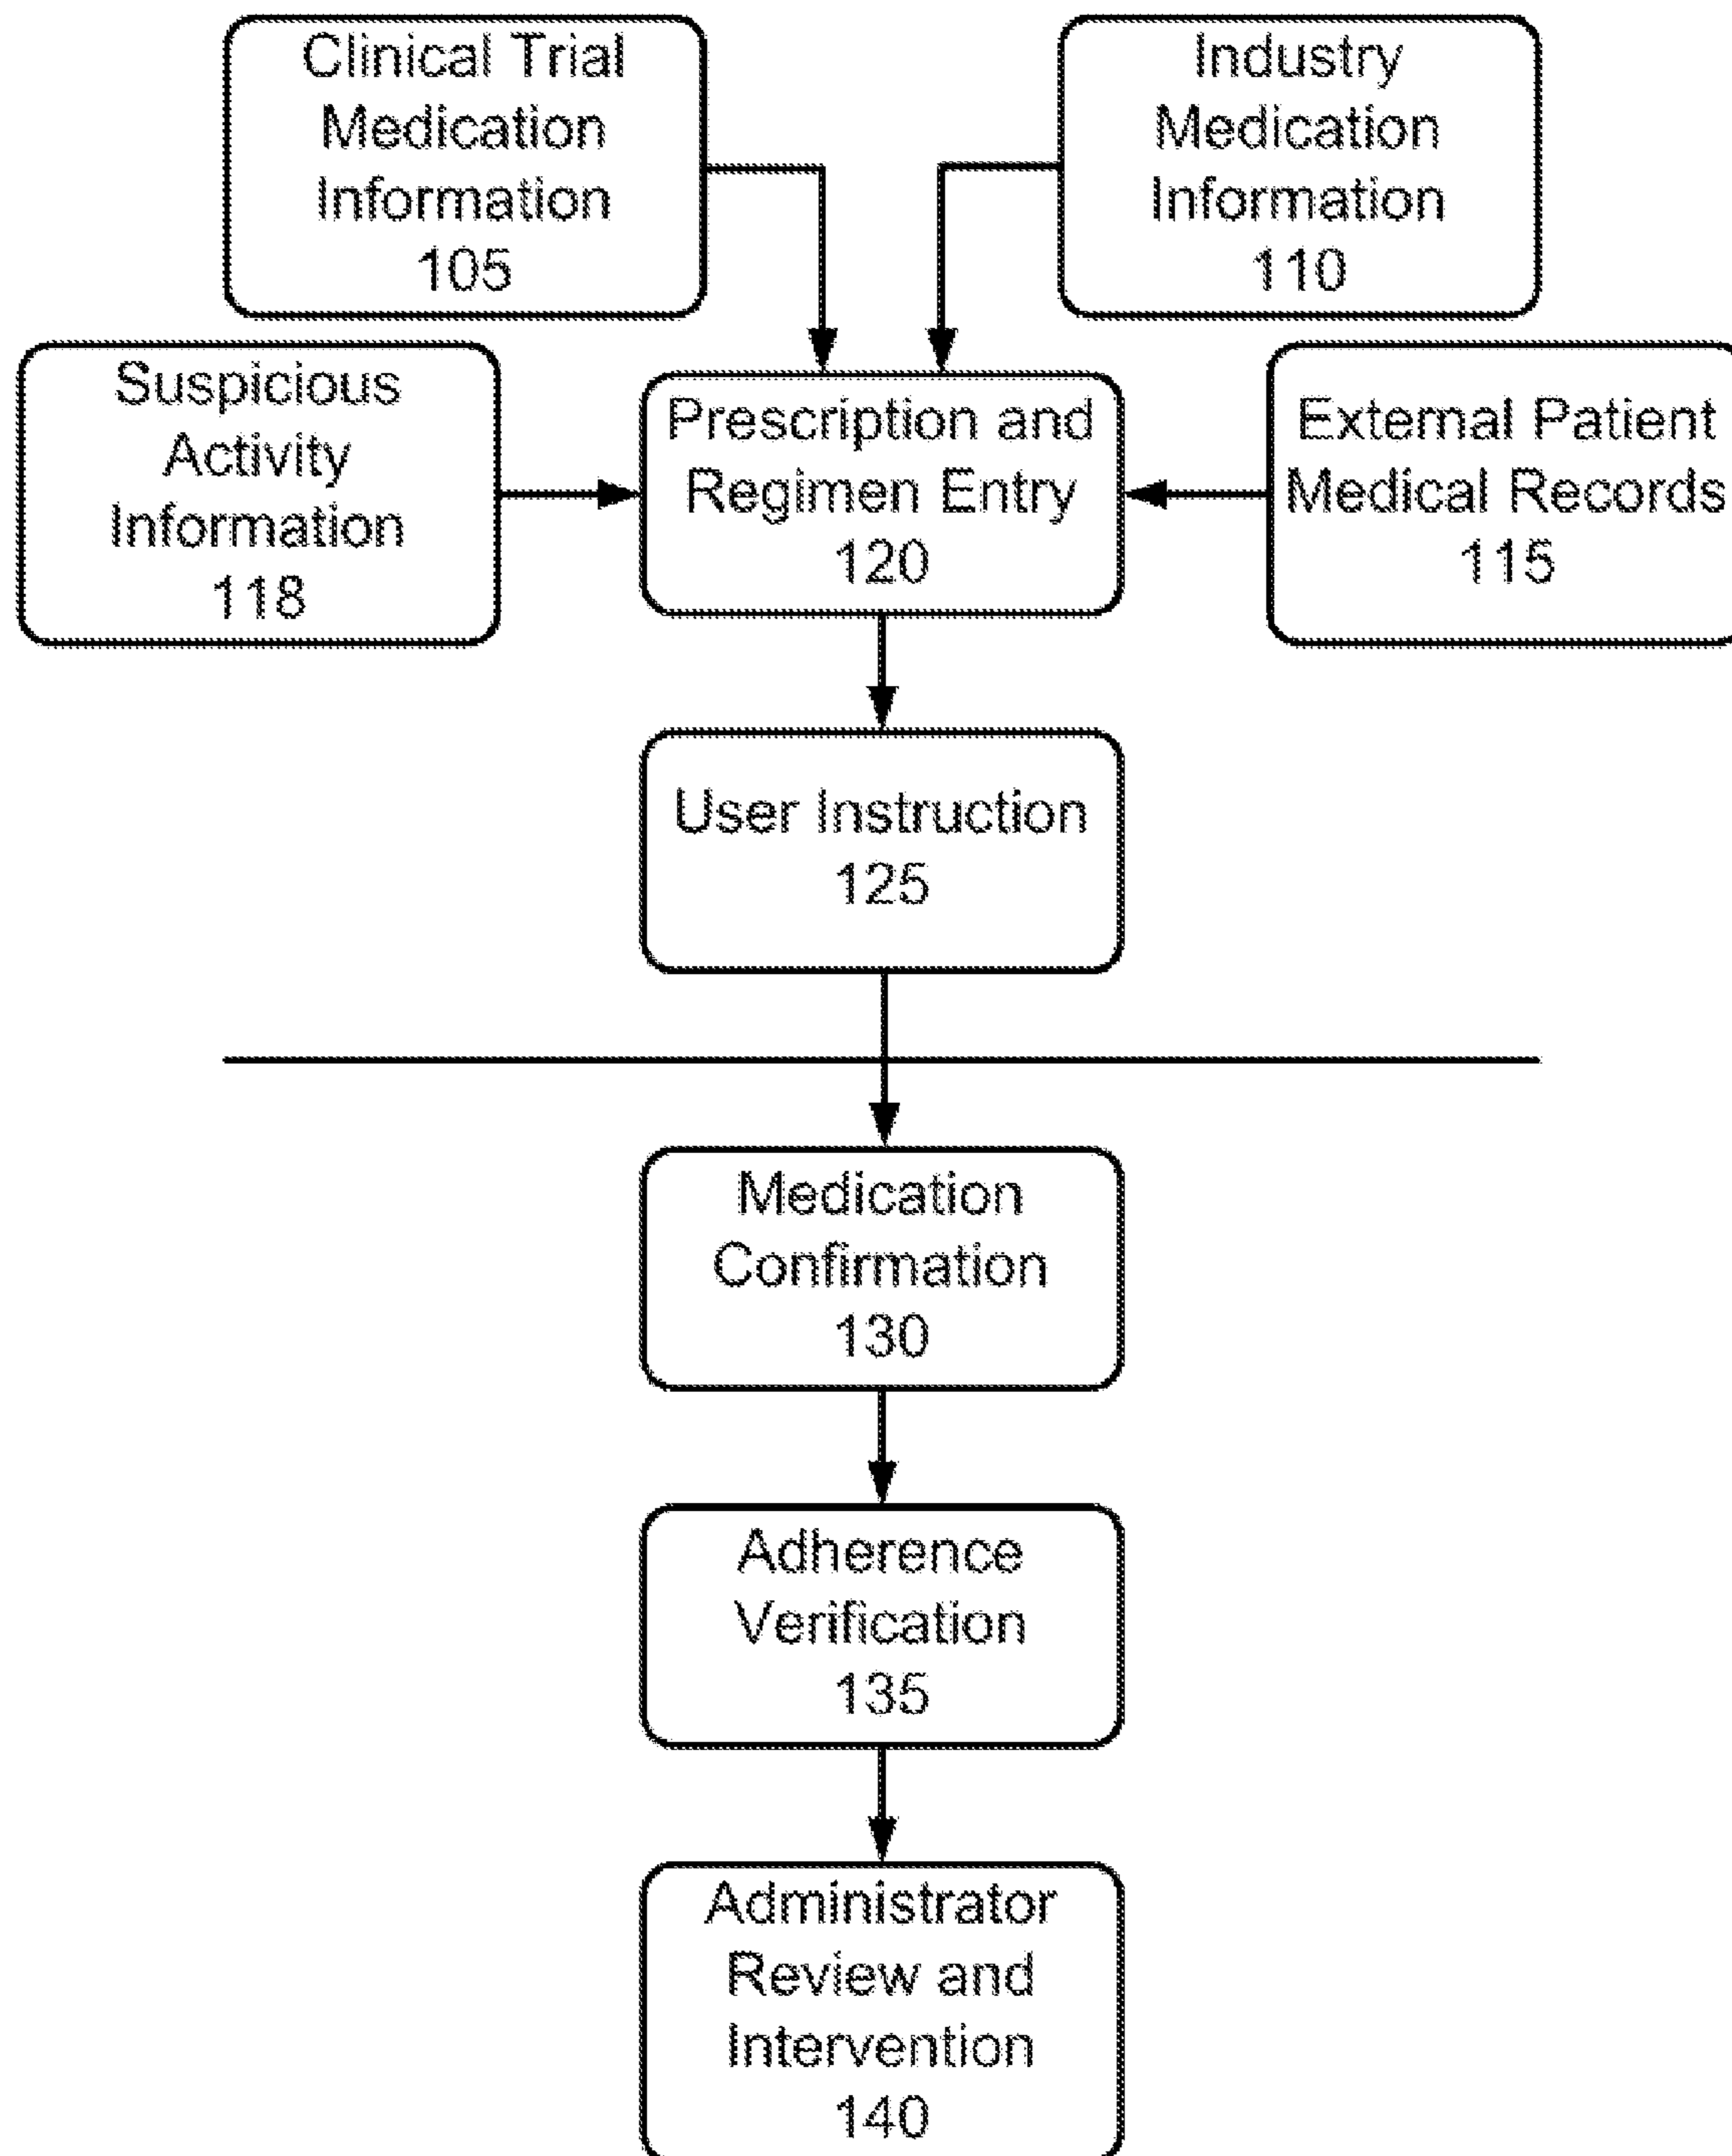 Clinical Trial
Medication
Information
105
Industry
Medication
Information
110
Suspicious
Activity
Information
118
Prescription and
Regimen Entry
120
External Patient
Medical Records
115
User Instruction
125
Medication
Confirmation
130
Adherence
Verification
135
Administrator
Review and
Intervention
140